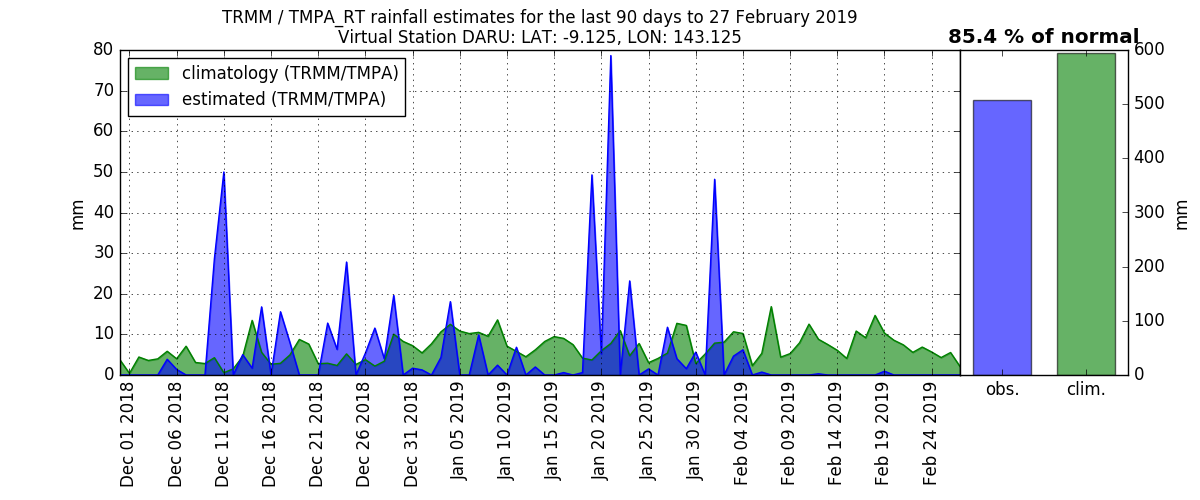 TRMM / TMPA_RT rainfall estimates for the last 90 days to 27 February 2019
Virtual Station DARU: LAT: -9.125, LON: 143.125
85.4 % of normal
climatology (TRMM/TMPA)
estimated (TRMM/TMPA)
mm
80
70
60
50
40
30
20
10
0
Dec 01 2018
Dec 06 2018
Dec 11 2018
Dec 16 2018
Dec 21 2018
Dec 26 2018
Dec 31 2018
Jan 05 2019
Jan 10 2019
Jan 15 2019
Jan 20 2019
Jan 25 2019
Jan 30 2019
Feb 04 2019
Feb 09 2019
Feb 14 2019
Feb 19 2019
Feb 24 2019
obs.
clim.
600
500
400
300
200
100
0
mm